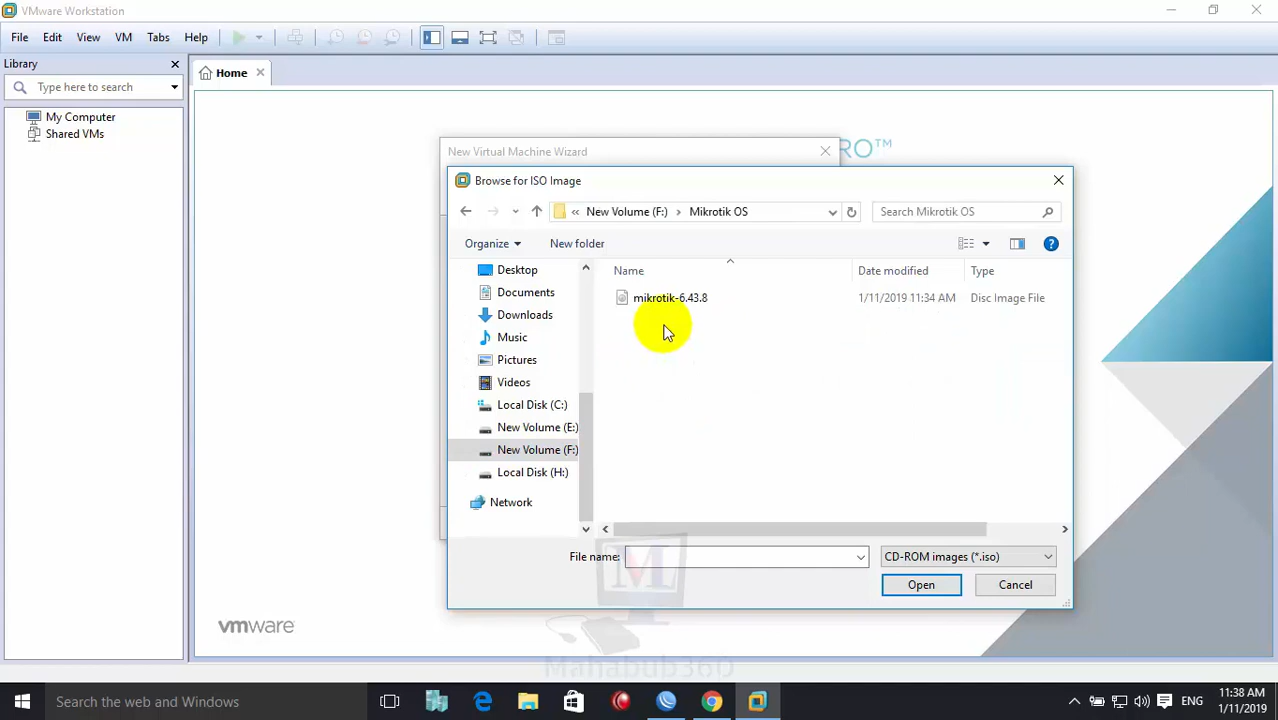 VMware Workstation
File Edit View VM Tabs Help
Library
Type here to search
My Computer
Shared VMs
Home
RO™
New Virtual Machine Wizard
Browse for ISO Image
« New Volume (F:) › Mikrotik OS
Search Mikrotik OS
Organize
New folder
Name Date modified Type
mikrotik-6.43.8 1/11/2019 11:34 AM Disc Image File
Desktop
Documents
Downloads
Music
Pictures
Videos
Local Disk (C:)
New Volume (E:)
New Volume (F:)
Local Disk (H:)
Network
File name:
CD-ROM images (*.iso)
Open Cancel
M
Mahabub360
vmware
Search the web and Windows
ENG
11:38 AM
1/11/2019